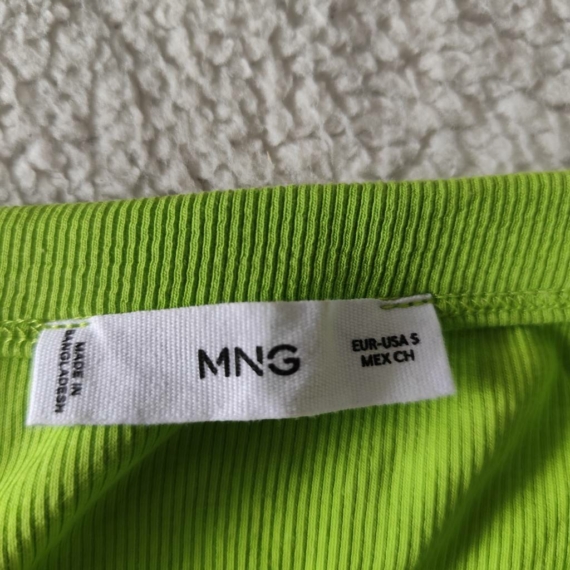 MADE IN
BANGLADESH
MNG
EUR-USA S
MEX CH